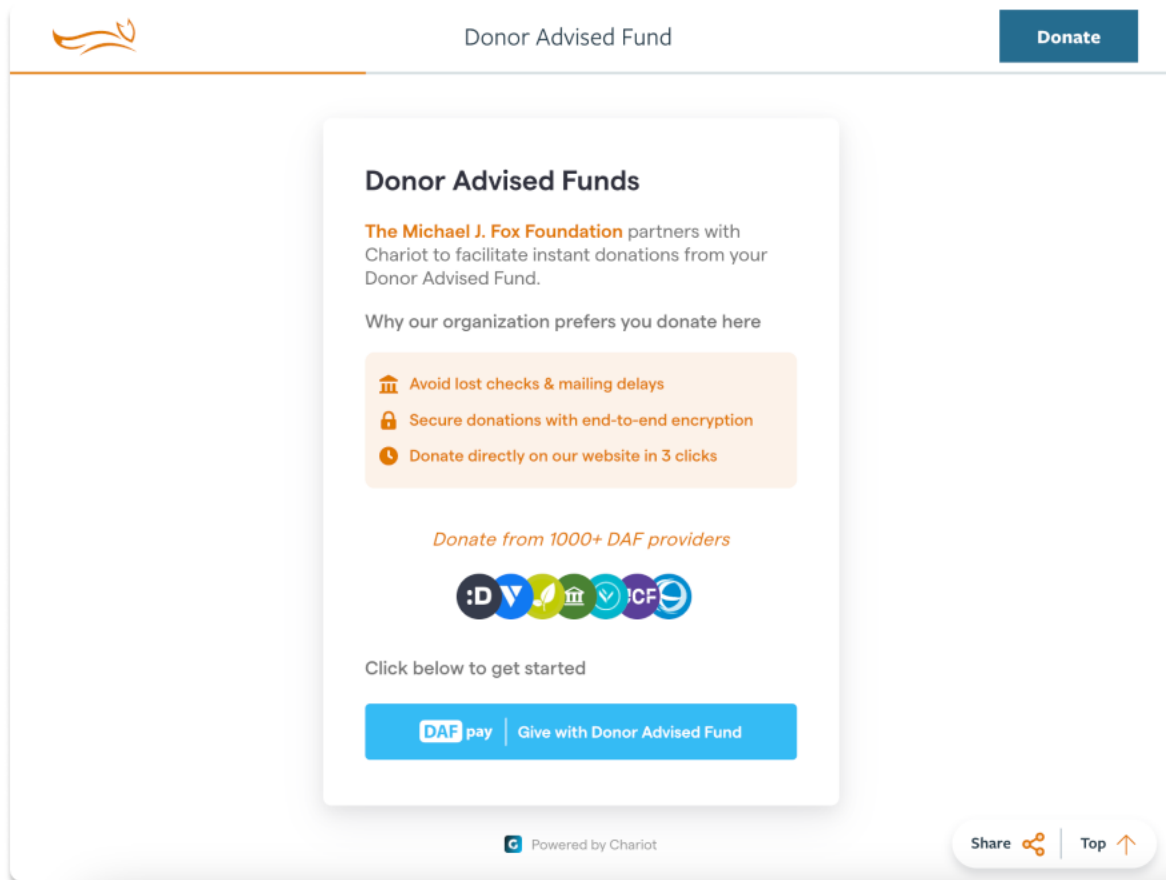 Donor Advised Fund
Donate
Donor Advised Funds
The Michael J. Fox Foundation partners with
Chariot to facilitate instant donations from your
Donor Advised Fund.
Why our organization prefers you donate here
Avoid lost checks & mailing delays
Secure donations with end-to-end encryption
Donate directly on our website in 3 clicks
Donate from 1000+ DAF providers
:D
CF
Click below to get started
DAF pay | Give with Donor Advised Fund
Powered by Chariot
Share
Top